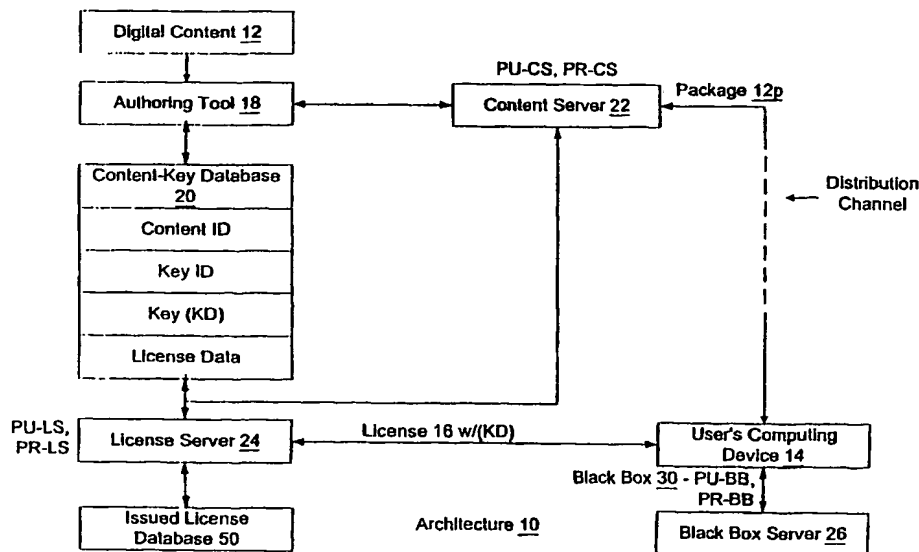 Digital Content 12
PU-CS, PR-CS
Authoring Tool 18
Content Server 22
Package 12p
Content-Key Database
20
Distribution
Channel
Content ID
Key ID
Key (KD)
License Data
PU-LS,
PR-LS
License Server 24
License 16 w/(KD)
User's Computing
Device 14
Black Box 30 - PU-BB,
PR-BB
Issued License
Database 50
Architecture 10
Black Box Server 26